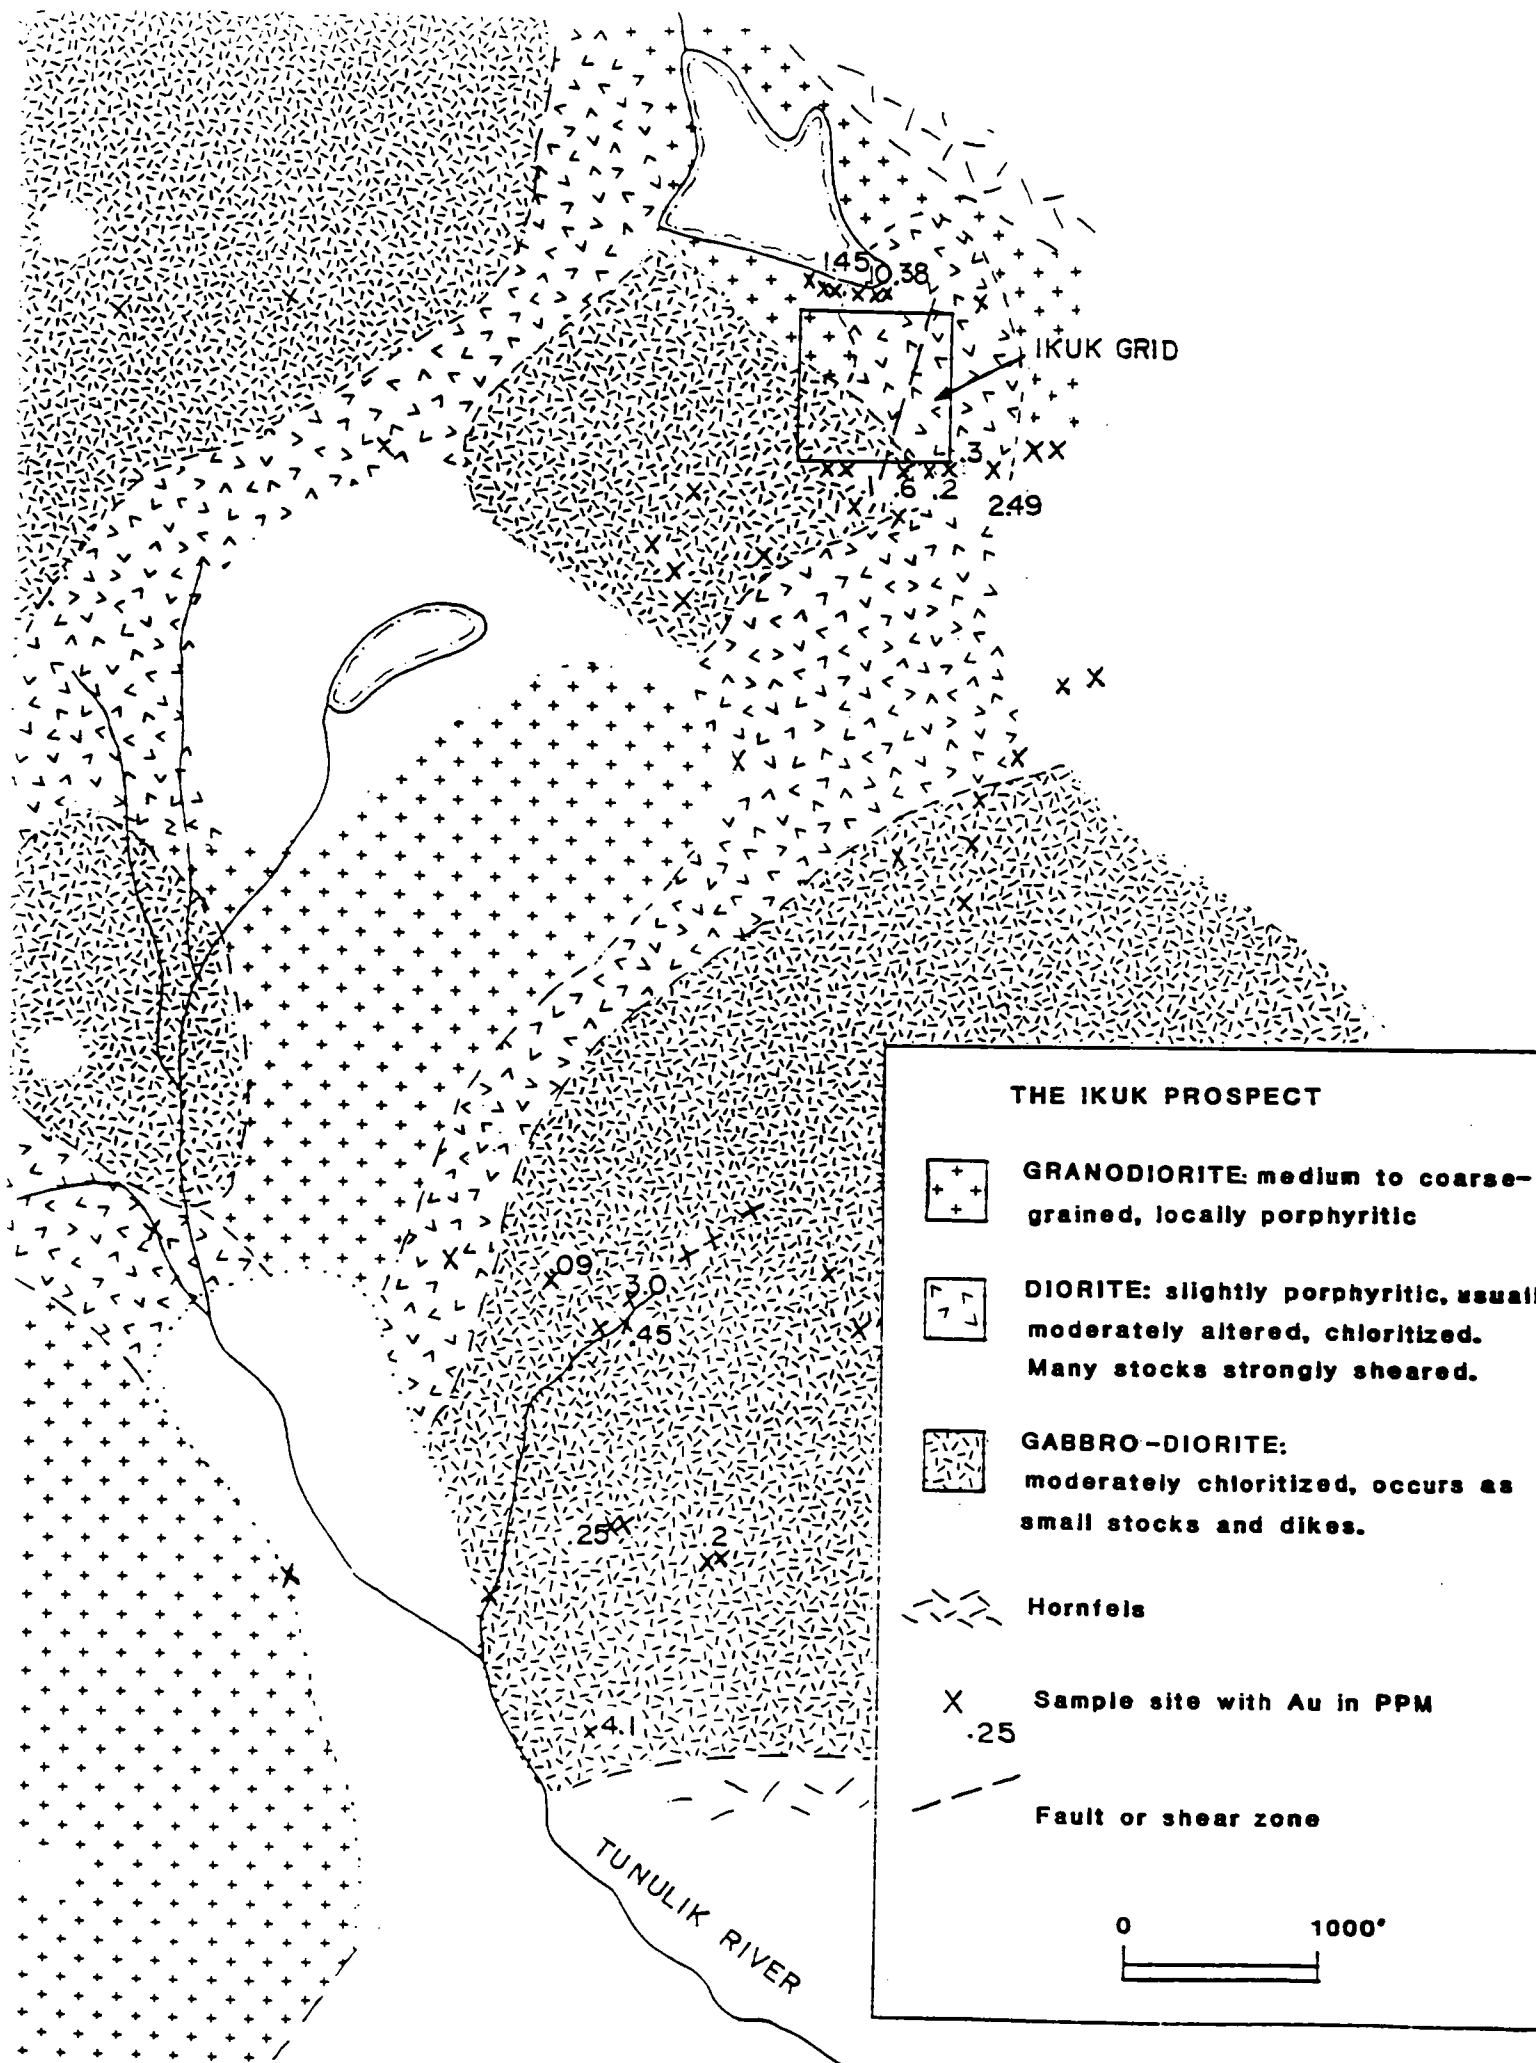 .145
0.38
IKUK GRID
.3
.1 .6 .2
2.49
.09
3.0
.45
.25
.2
4.1
TUNULIK RIVER
THE IKUK PROSPECT
GRANODIORITE: medium to coarse-
grained, locally porphyritic
DIORITE: slightly porphyritic, usuall
moderately altered, chloritized.
Many stocks strongly sheared.
GABBRO-DIORITE:
moderately chloritized, occurs as
small stocks and dikes.
Hornfels
Sample site with Au in PPM
.25
Fault or shear zone
0 1000'